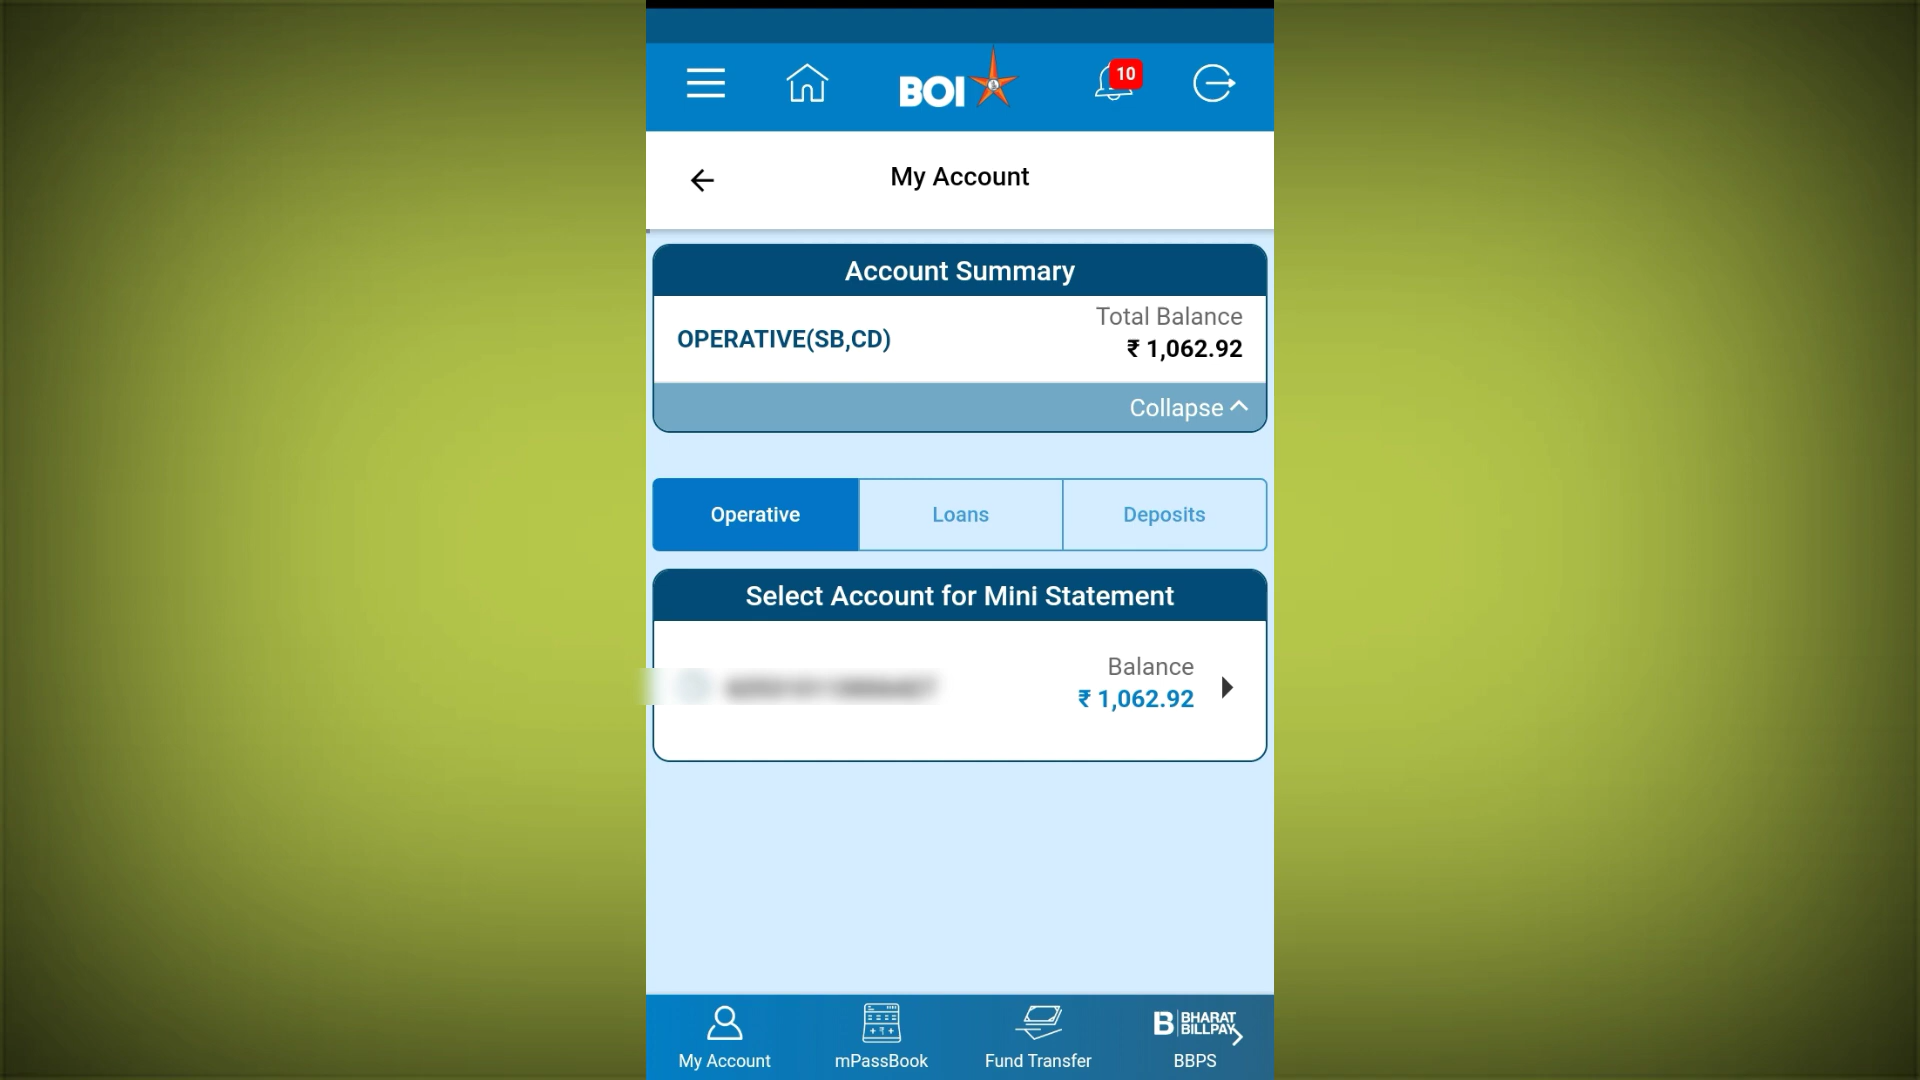 BOI
10
My Account
Account Summary
OPERATIVE(SB,CD)
Total Balance
₹ 1,062.92
Collapse
Operative
Loans
Deposits
Select Account for Mini Statement
Balance
₹ 1,062.92
My Account
mPassBook
Fund Transfer
B BHARAT BILLPAY
BBPS